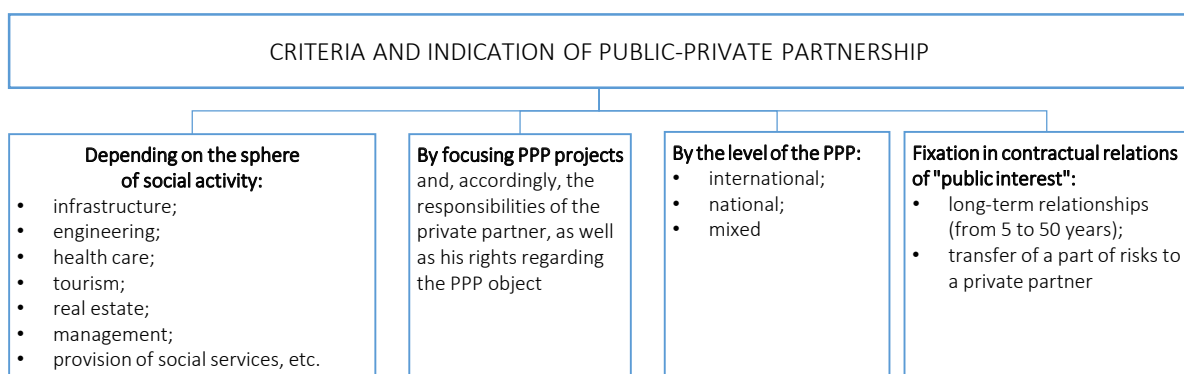 CRITERIA AND INDICATION OF PUBLIC-PRIVATE PARTNERSHIP
Depending on the sphere
of social activity:
• infrastructure;
• engineering;
• health care;
• tourism;
• real estate;
• management;
• provision of social services, etc.
By focusing PPP projects
and, accordingly, the
responsibilities of the
private partner, as well
as his rights regarding
the PPP object
By the level of the PPP:
• international;
• national;
• mixed
Fixation in contractual relations
of "public interest":
• long-term relationships
(from 5 to 50 years);
• transfer of a part of risks to
a private partner